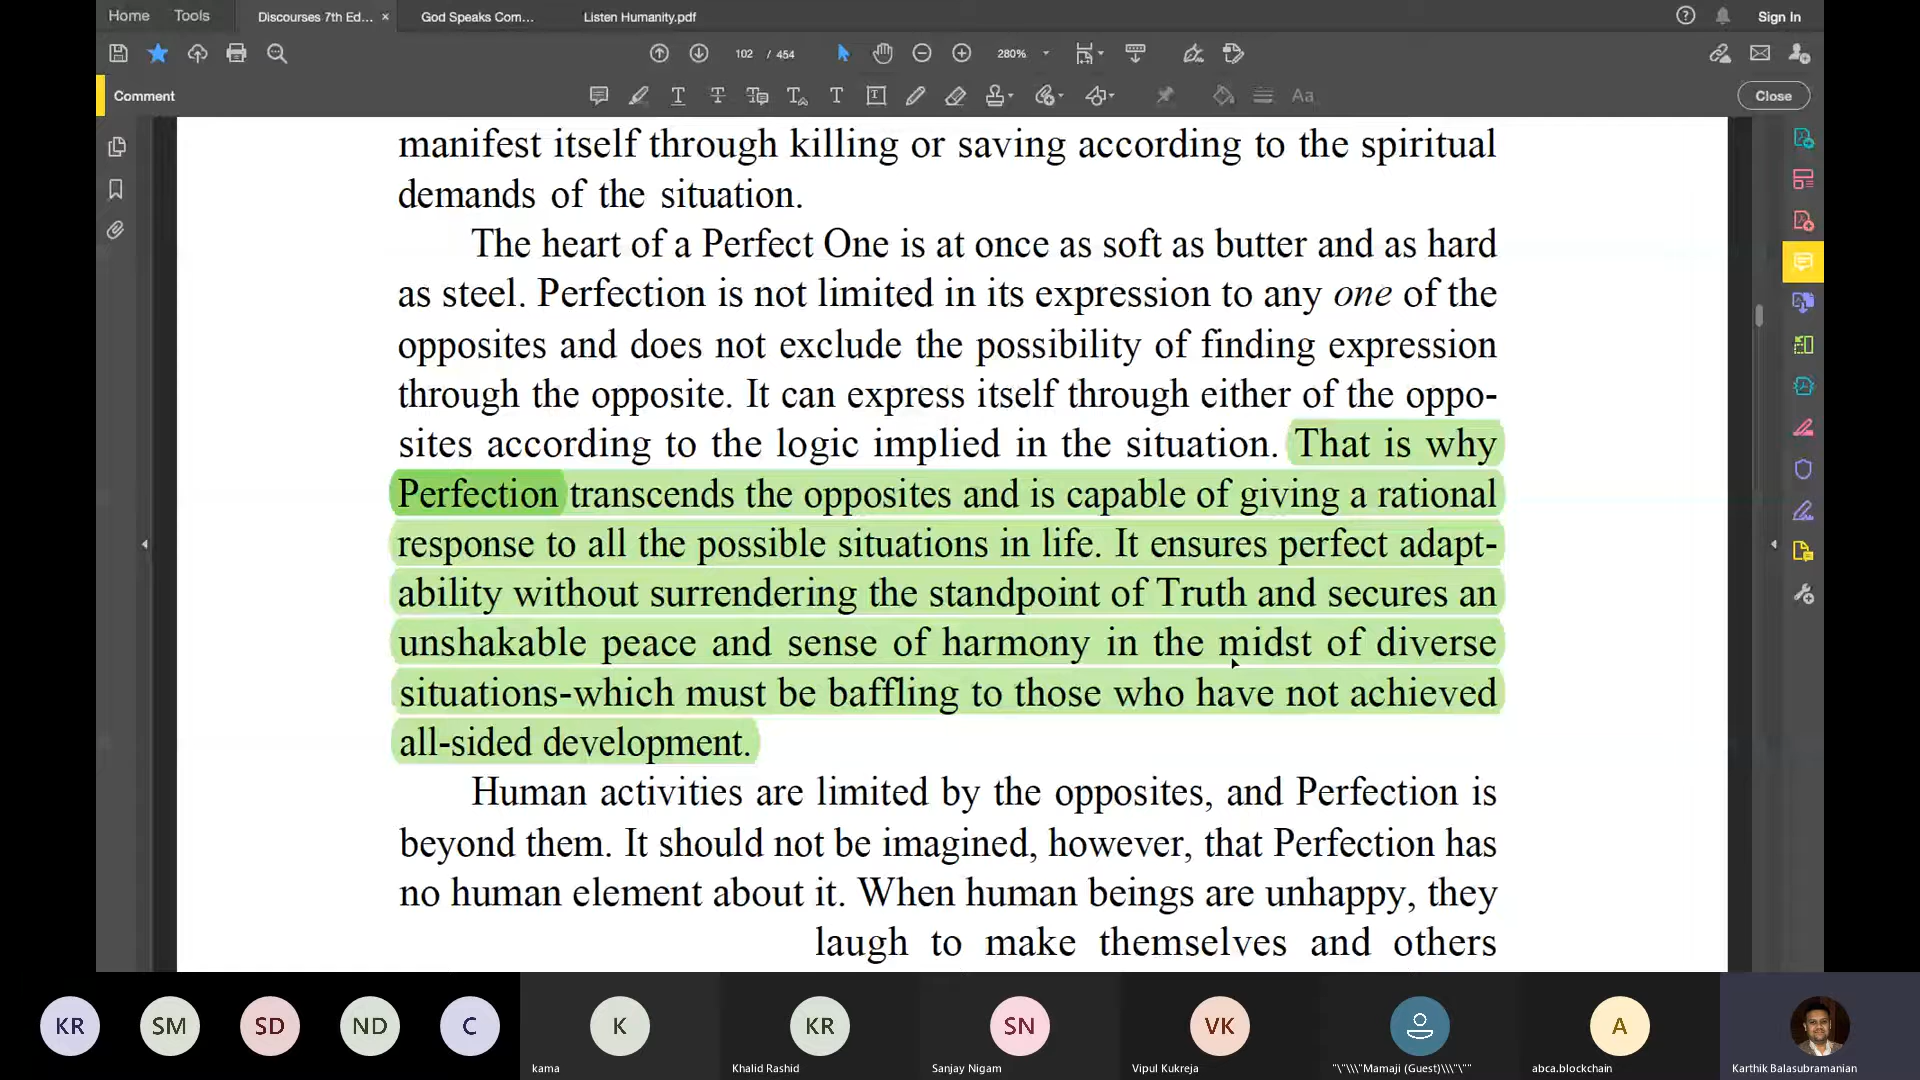 Home Tools Discourses 7th Ed... × God Speaks Com... Listen Humanity.pdf Sign In
102 / 454 280%
Comment Aa Close
manifest itself through killing or saving according to the spiritual
demands of the situation.
The heart of a Perfect One is at once as soft as butter and as hard
as steel. Perfection is not limited in its expression to any one of the
opposites and does not exclude the possibility of finding expression
through the opposite. It can express itself through either of the oppo-
sites according to the logic implied in the situation. That is why
Perfection transcends the opposites and is capable of giving a rational
response to all the possible situations in life. It ensures perfect adapt-
ability without surrendering the standpoint of Truth and secures an
unshakable peace and sense of harmony in the midst of diverse
situations-which must be baffling to those who have not achieved
all-sided development.
Human activities are limited by the opposites, and Perfection is
beyond them. It should not be imagined, however, that Perfection has
no human element about it. When human beings are unhappy, they
laugh to make themselves and others
KR SM SD ND C K KR SN VK A
kama Khalid Rashid Sanjay Nigam Vipul Kukreja "\"\\\"Mamaji (Guest)\\\"\"" abca.blockchain Karthik Balasubramanian